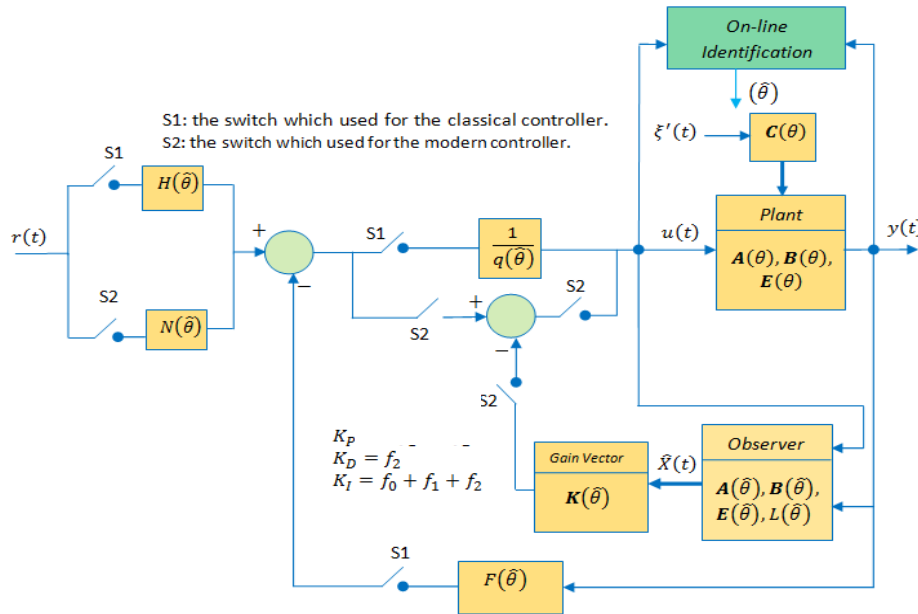 On-line
Identification
(θ̂)
S1: the switch which used for the classical controller.
S2: the switch which used for the modern controller.
ξ′(t)
C(θ)
S1
H(θ̂)
r(t)
S2
N(θ̂)
+
−
S1
1
q(θ̂)
S2
+
−
S2
S2
u(t)
Plant
A(θ), B(θ),
E(θ)
y(t)
K_P
K_D = f_2
K_I = f_0 + f_1 + f_2
Gain Vector
K(θ̂)
X̂(t)
Observer
A(θ̂), B(θ̂),
E(θ̂), L(θ̂)
S1
F(θ̂)